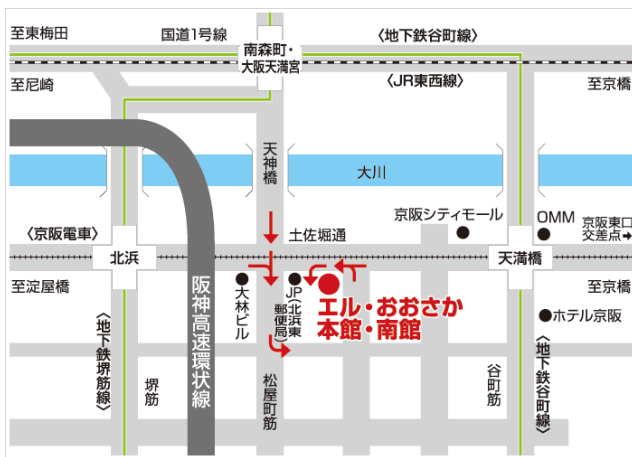 至東梅田
国道1号線
〈地下鉄谷町線〉
南森町・
大阪天満宮
至尼崎
〈JR東西線〉
至京橋
天神橋
大川
京阪シティモール
OMM
京阪東口
交差点➡
〈京阪電車〉
土佐堀通
北浜
天満橋
至淀屋橋
至京橋
大林ビル
JP(北浜東
郵便局)
エル・おおさか
本館・南館
ホテル京阪
阪神高速環状線
〈地下鉄堺筋線〉
堺筋
松屋町筋
谷町筋
〈地下鉄谷町線〉